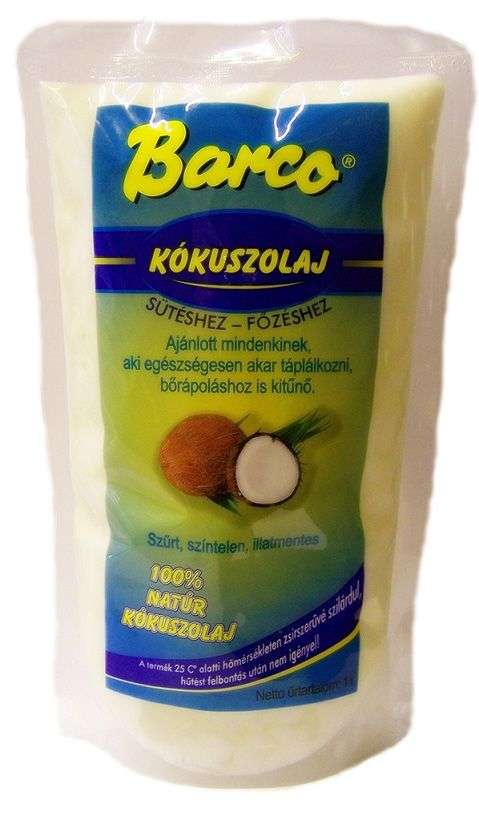 Barco®
KÓKUSZOLAJ
SÜTÉSHEZ – FŐZÉSHEZ
Ajánlott mindenkinek,
aki egészségesen akar táplálkozni,
bőrápoláshoz is kitűnő.
Szűrt, színtelen, illatmentes
100%
NATÚR
KÓKUSZOLAJ
A termék 25 C° alatti hőmérsékleten zsírszerűvé szilárdul,
hűtést felbontás után nem igényel!
Nettó űrtartalom: 1